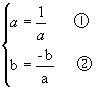 a = 1/a ①
b = -b/a ②